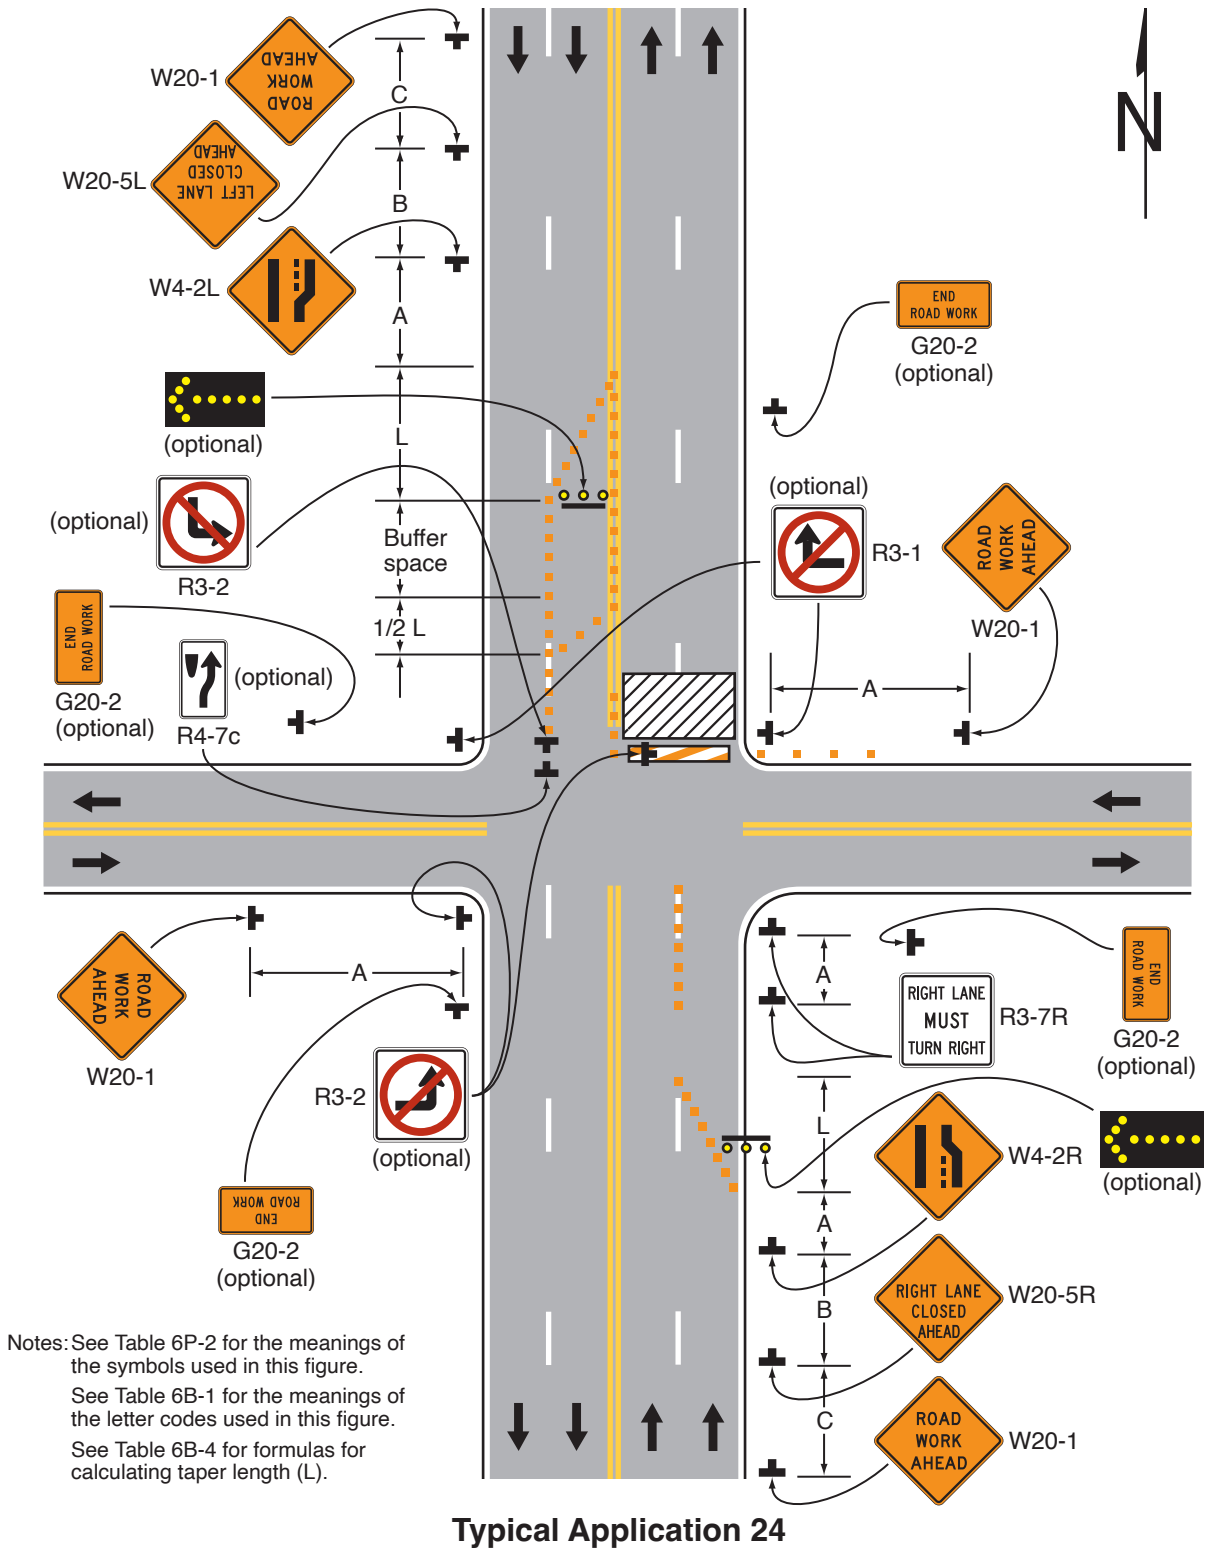 W20-1
ROAD
WORK
AHEAD
C
W20-5L
LEFT LANE
CLOSED
AHEAD
B
W4-2L
A
N
END
ROAD WORK
G20-2
(optional)
(optional)
L
(optional)
R3-2
Buffer
space
(optional)
R3-1
ROAD
WORK
AHEAD
W20-1
END
ROAD WORK
G20-2
(optional)
1/2 L
(optional)
R4-7c
A
ROAD
WORK
AHEAD
W20-1
A
A
RIGHT LANE
MUST
TURN RIGHT
R3-7R
END
ROAD WORK
G20-2
(optional)
R3-2
(optional)
L
W4-2R
(optional)
END
ROAD WORK
G20-2
(optional)
A
B
RIGHT LANE
CLOSED
AHEAD
W20-5R
C
ROAD
WORK
AHEAD
W20-1
Notes: See Table 6P-2 for the meanings of
the symbols used in this figure.
See Table 6B-1 for the meanings of
the letter codes used in this figure.
See Table 6B-4 for formulas for
calculating taper length (L).
Typical Application 24